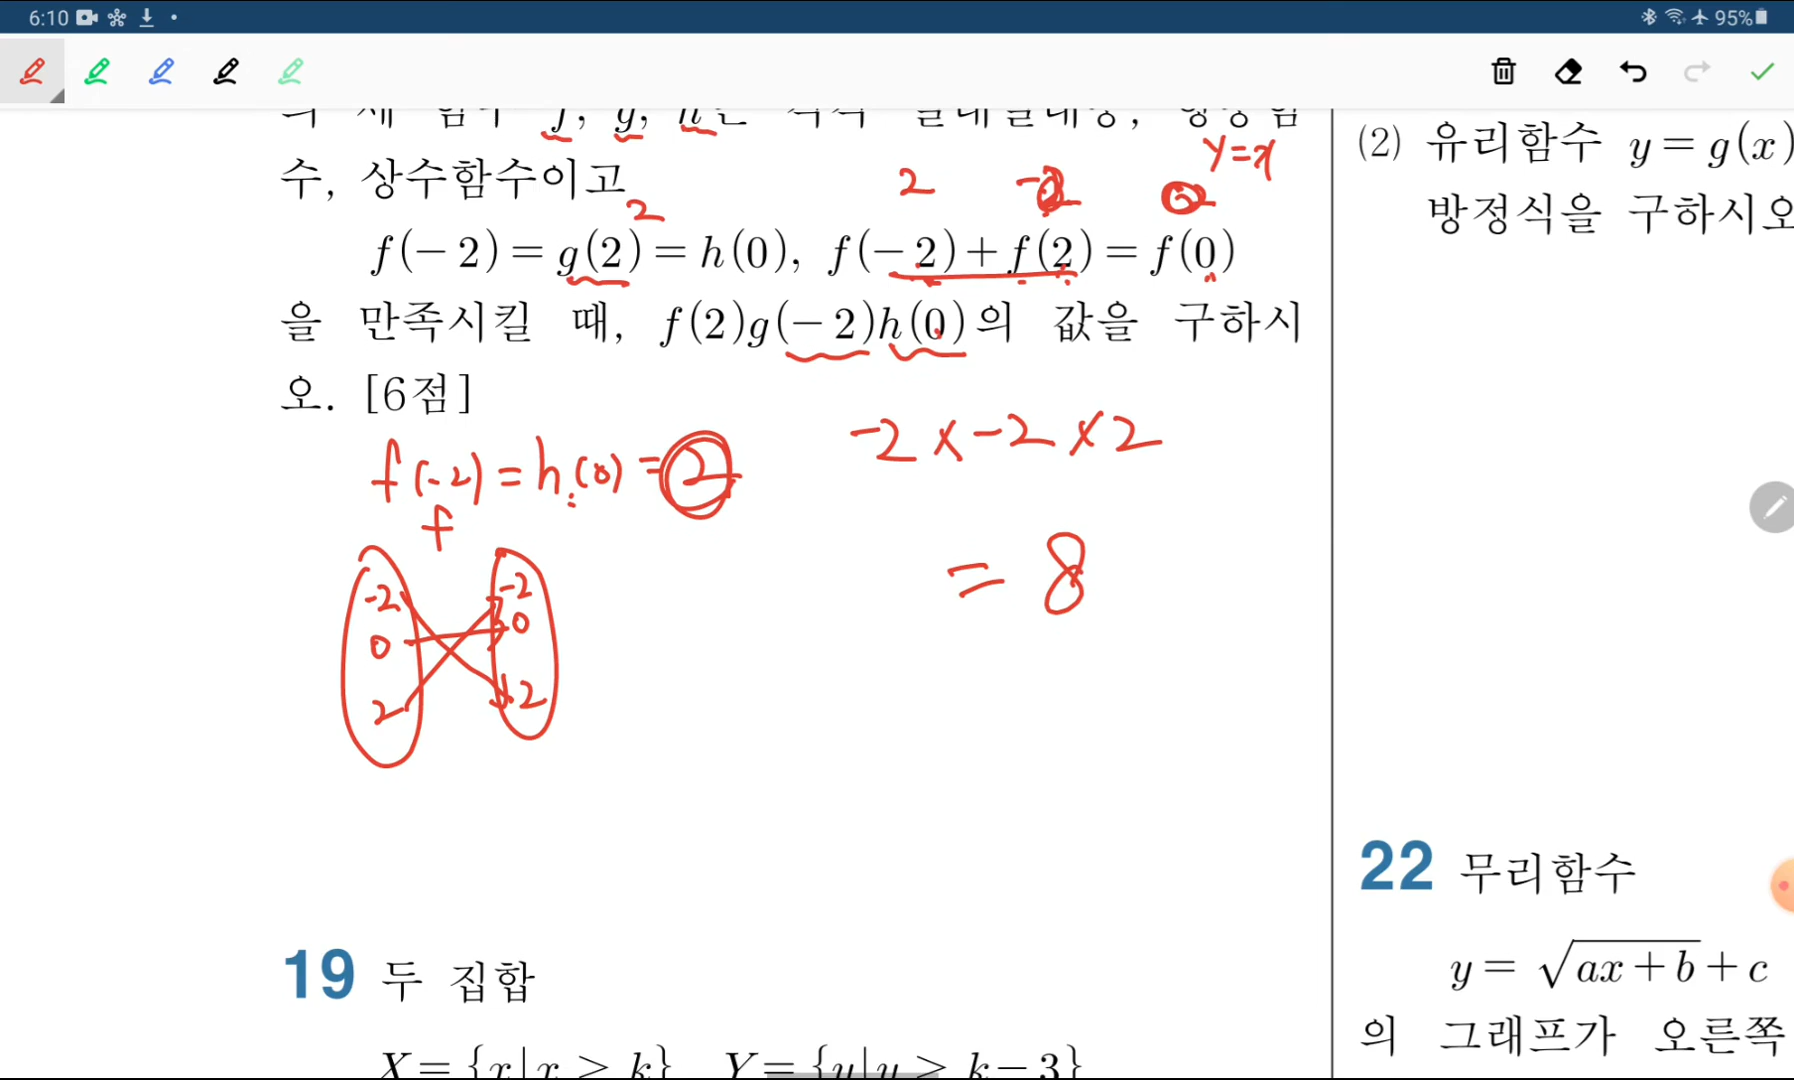 6:10 95%
f, g, h
수, 상수함수이고
y=x
2 -2 0
2
f(−2)=g(2)=h(0), f(−2)+f(2)=f(0)
을 만족시킬 때, f(2)g(−2)h(0)의 값을 구하시
오. [6점]
f(-2)=h(0)=2
-2×-2×2
=8
f
-2 -2
0 0
2 2
19 두 집합
X={x|x > k} Y={y|y > k−3}
(2) 유리함수 y=g(x)
방정식을 구하시오
22 무리함수
y=√ax+b+c
의 그래프가 오른쪽